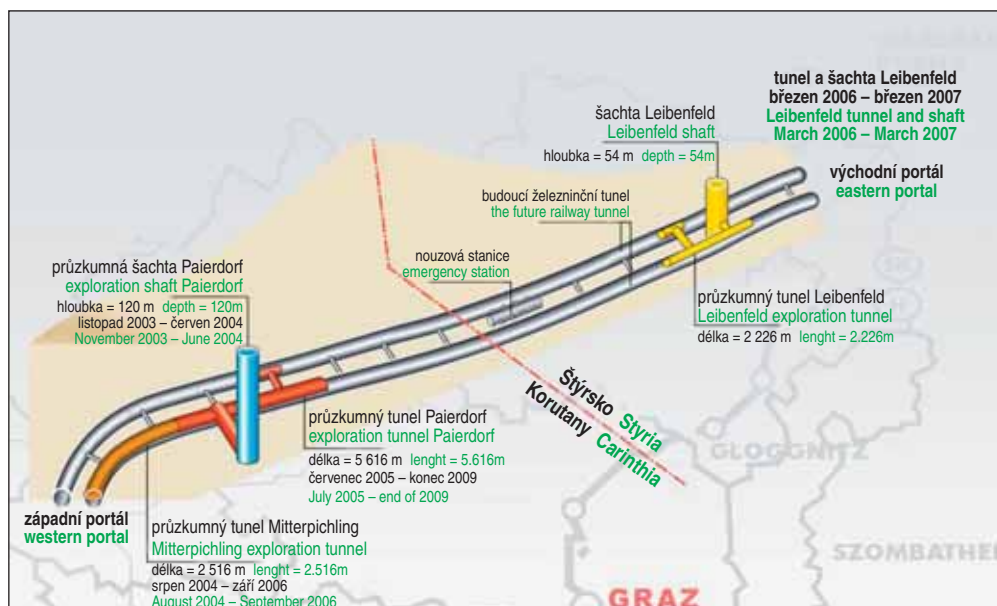 tunel a šachta Leibenfeld
březen 2006 – březen 2007
Leibenfeld tunnel and shaft
March 2006 – March 2007
šachta Leibenfeld
Leibenfeld shaft
hloubka = 54 m depth = 54m
východní portál
eastern portal
budoucí železninční tunel
the future railway tunnel
nouzová stanice
emergency station
průzkumná šachta Paierdorf
exploration shaft Paierdorf
hloubka = 120 m depth = 120m
listopad 2003 – červen 2004
November 2003 – June 2004
průzkumný tunel Leibenfeld
Leibenfeld exploration tunnel
délka = 2 226 m lenght = 2.226m
Štýrsko Styria
Korutany Carinthia
průzkumný tunel Paierdorf
exploration tunnel Paierdorf
délka = 5 616 m lenght = 5.616m
červenec 2005 – konec 2009
July 2005 – end of 2009
GLOGGNITZ
západní portál
western portal
průzkumný tunel Mitterpichling
Mitterpichling exploration tunnel
délka = 2 516 m lenght = 2.516m
srpen 2004 – září 2006
August 2004 – September 2006
SZOMBATHE
GRAZ